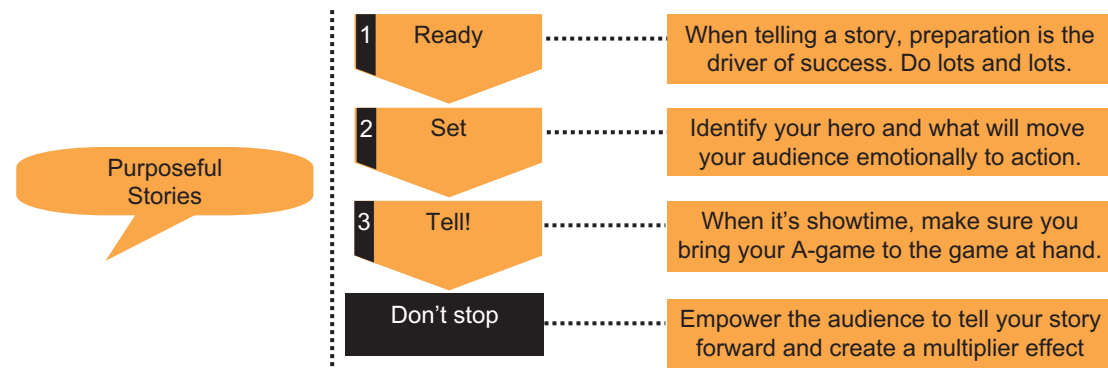 Purposeful
Stories
1 Ready
When telling a story, preparation is the
driver of success. Do lots and lots.
2 Set
Identify your hero and what will move
your audience emotionally to action.
3 Tell!
When it's showtime, make sure you
bring your A-game to the game at hand.
Don't stop
Empower the audience to tell your story
forward and create a multiplier effect